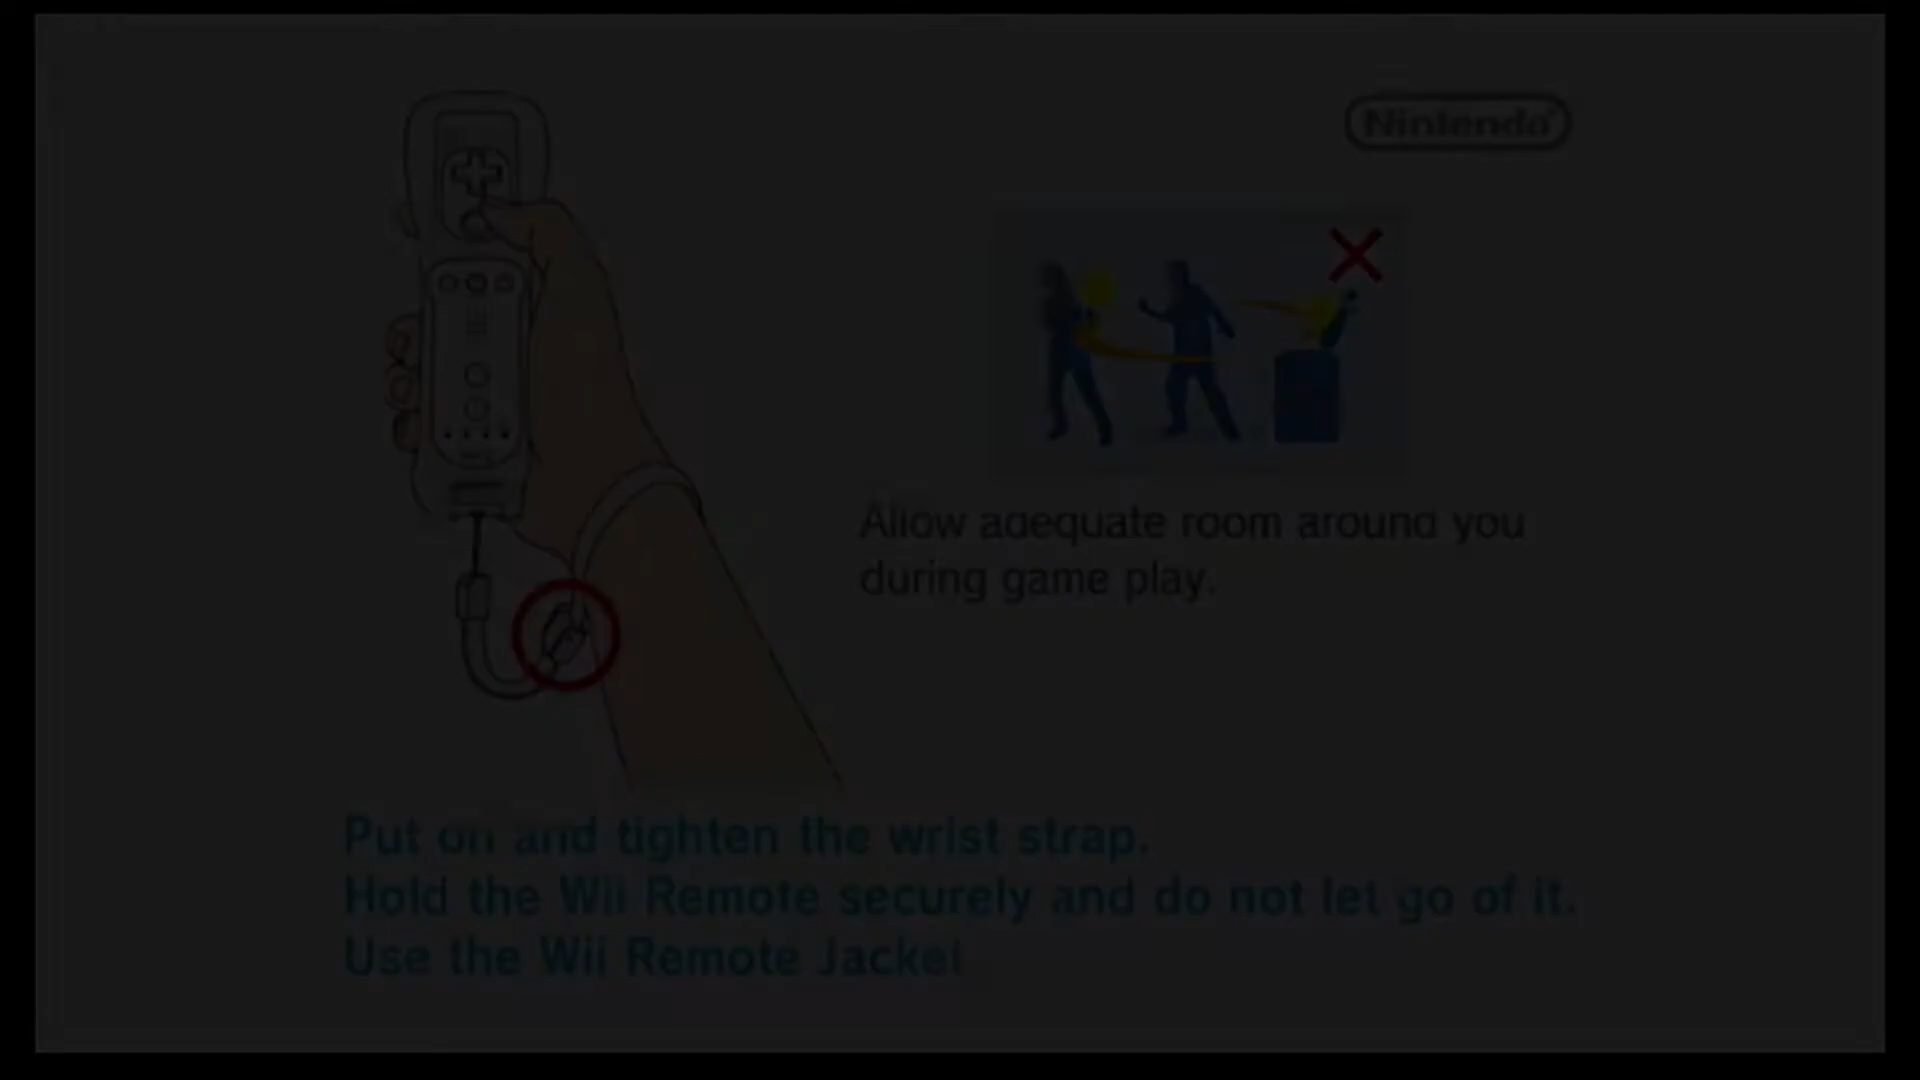 Nintendo
Allow adequate room around you
during game play.
Put on and tighten the wrist strap.
Hold the Wii Remote securely and do not let go of it.
Use the Wii Remote Jacket